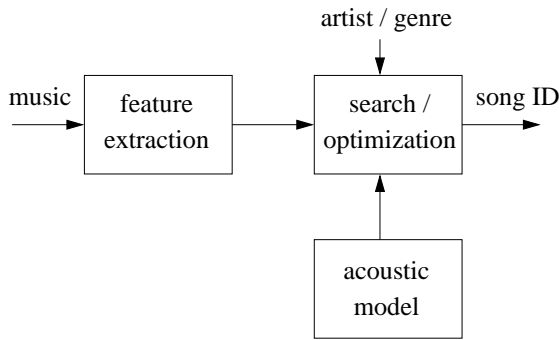 artist / genre
music
feature
extraction
search /
optimization
song ID
acoustic
model